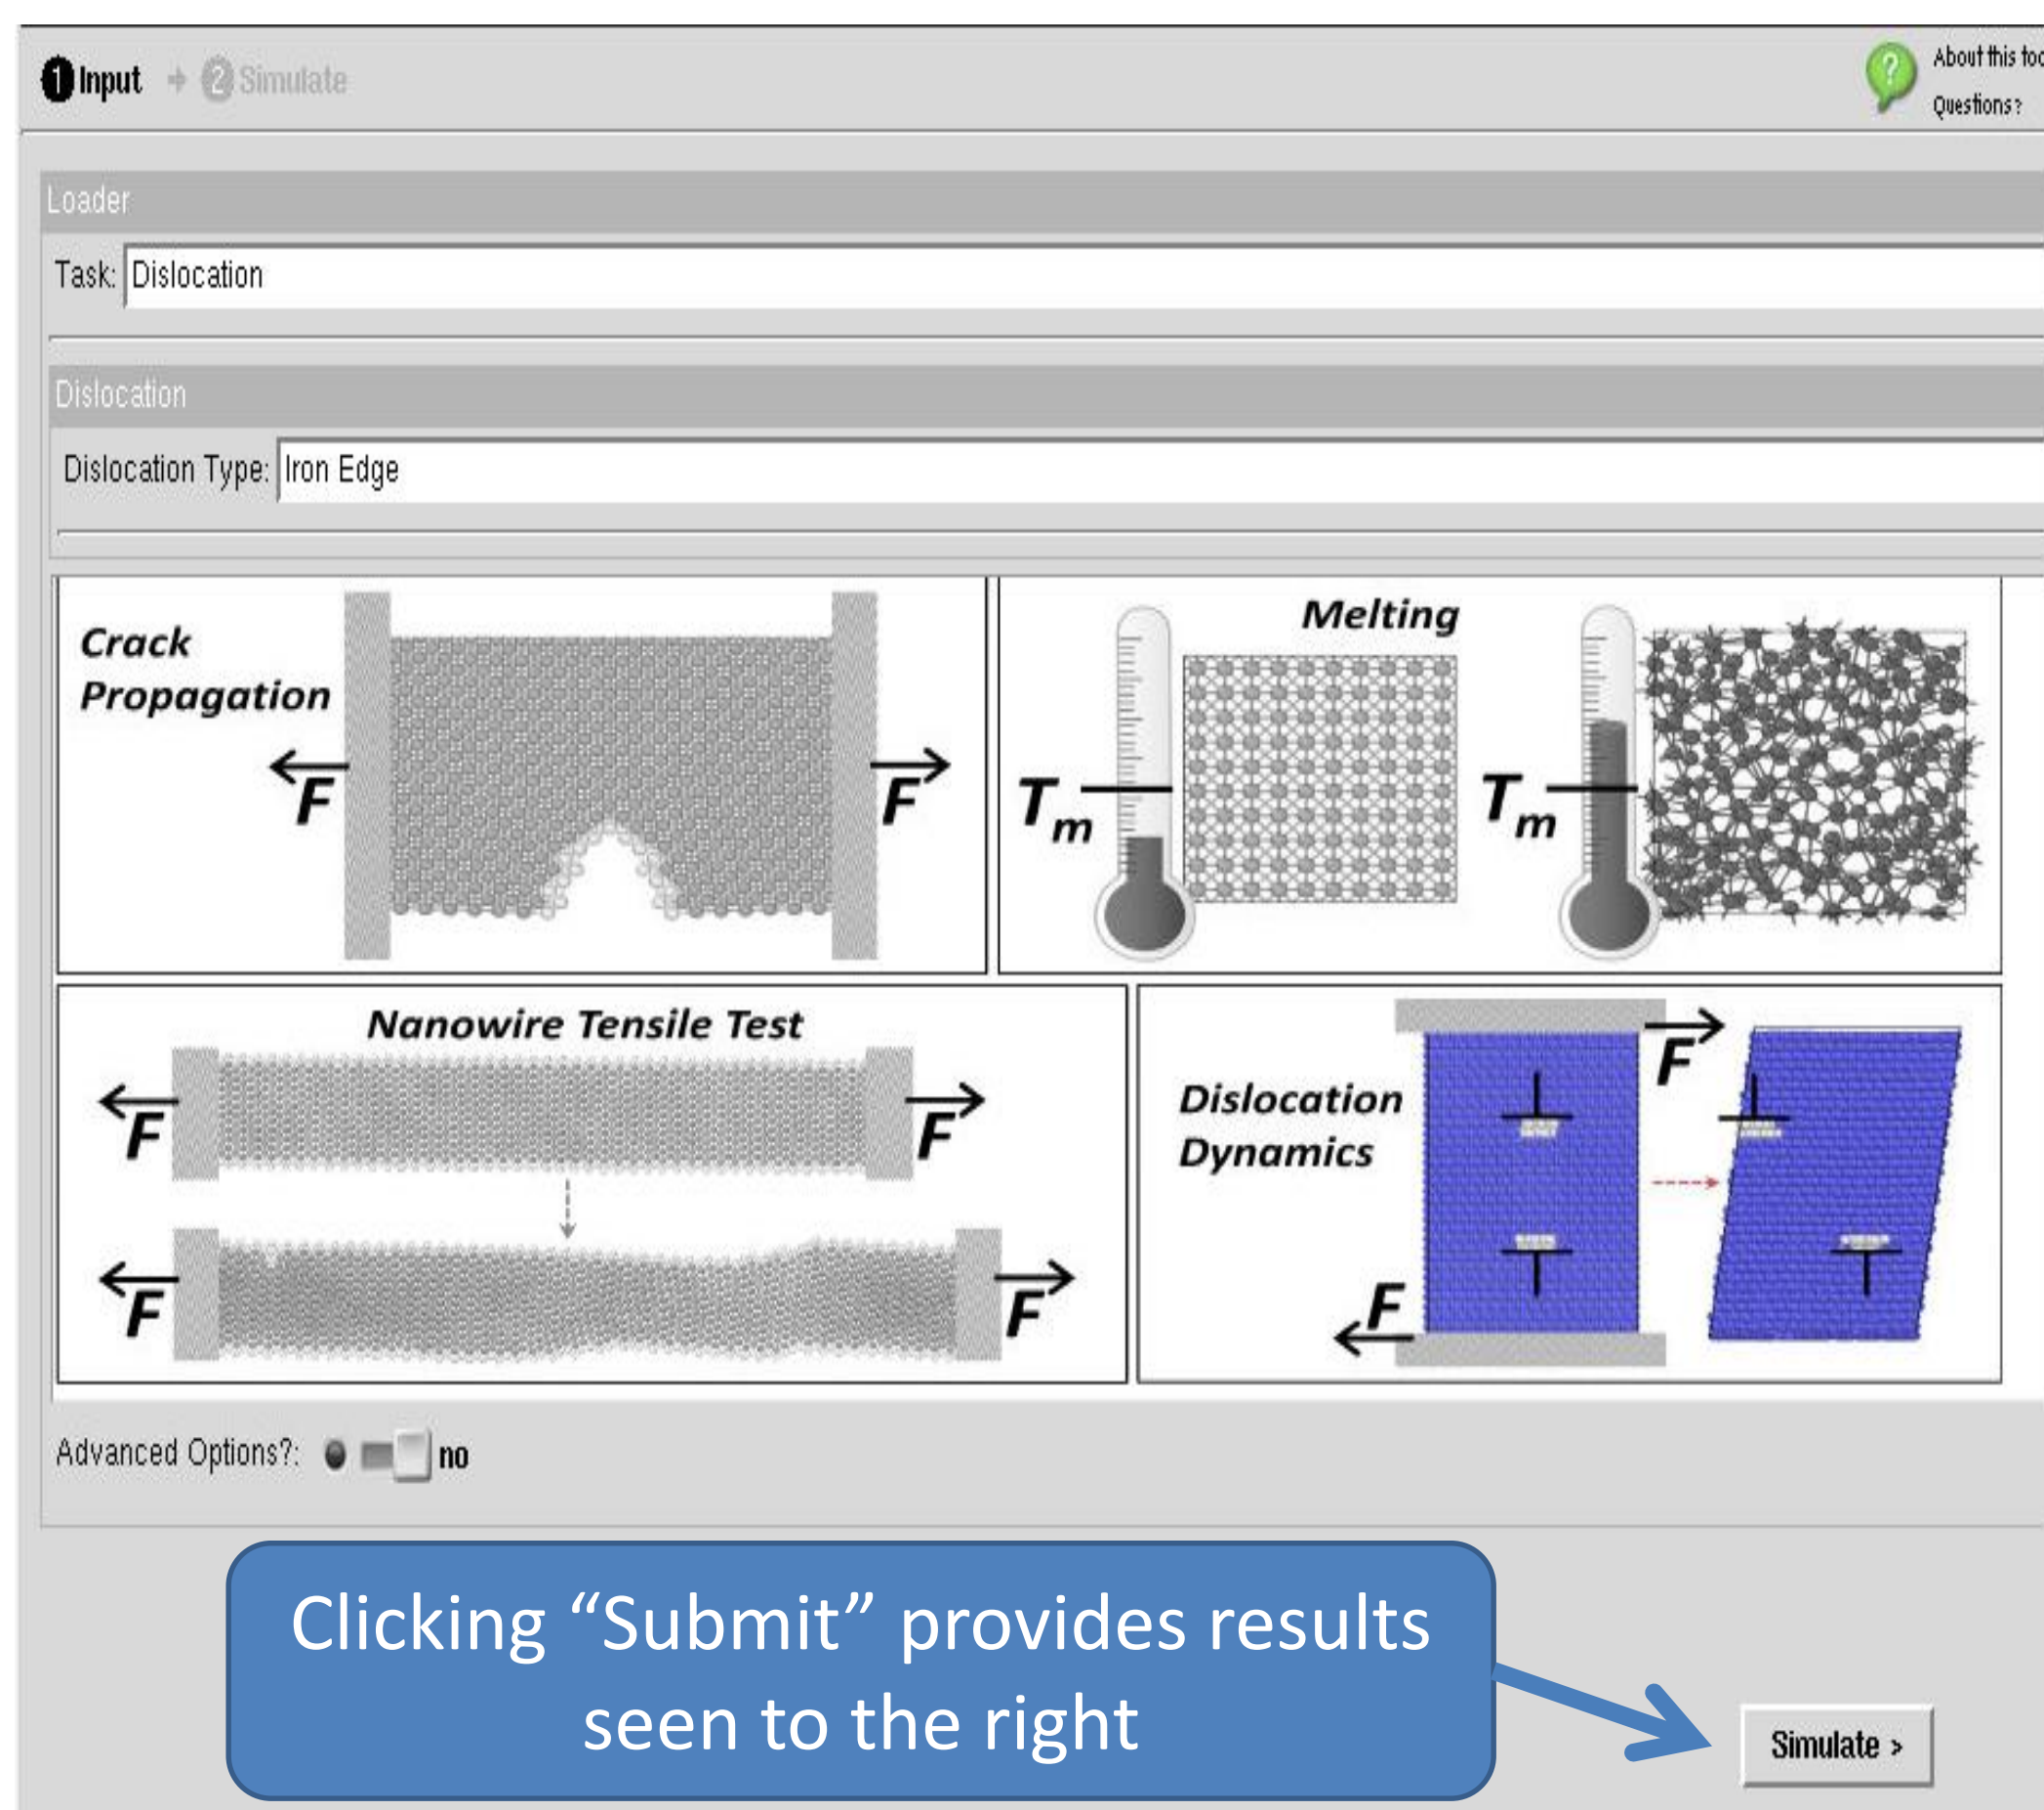 1 Input → 2 Simulate
? About this too
Questions?
Loader
Task: Dislocation
Dislocation
Dislocation Type: Iron Edge
Crack
Propagation
F F
Melting
Tm Tm
Nanowire Tensile Test
F F
F F
Dislocation
Dynamics
F
F
Advanced Options?: no
Clicking “Submit” provides results
seen to the right
Simulate >